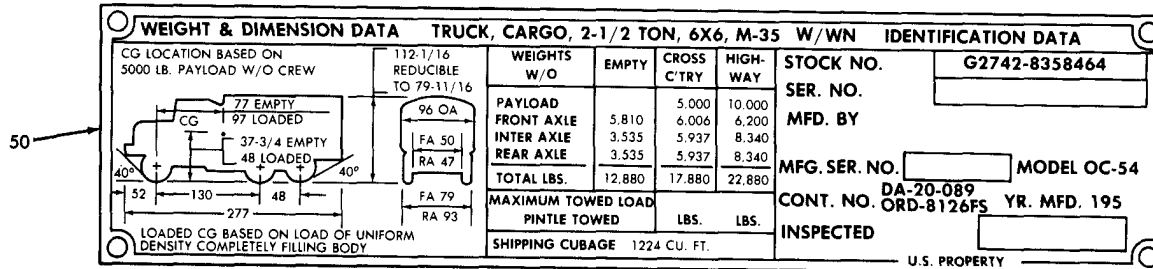 WEIGHT & DIMENSION DATA TRUCK, CARGO, 2-1/2 TON, 6X6, M-35 W/WN IDENTIFICATION DATA
CG LOCATION BASED ON
5000 LB. PAYLOAD W/O CREW
112-1/16
REDUCIBLE
TO 79-11/16
77 EMPTY
97 LOADED
CG
37-3/4 EMPTY
48 LOADED
40°
40°
52
130
48
277
96 OA
FA 50
RA 47
FA 79
RA 93
LOADED CG BASED ON LOAD OF UNIFORM
DENSITY COMPLETELY FILLING BODY
50
WEIGHTS W/O EMPTY CROSS C'TRY HIGH-WAY
PAYLOAD 5.000 10.000
FRONT AXLE 5,810 6.006 6,200
INTER AXLE 3.535 5.937 8.340
REAR AXLE 3.535 5,937 8.340
TOTAL LBS. 12,880 17.880 22,880
MAXIMUM TOWED LOAD
PINTLE TOWED LBS. LBS.
SHIPPING CUBAGE 1224 CU. FT.
STOCK NO. G2742-8358464
SER. NO.
MFD. BY
MFG. SER. NO. MODEL OC-54
CONT. NO. DA-20-089
ORD-8126FS YR. MFD. 195
INSPECTED
U.S. PROPERTY